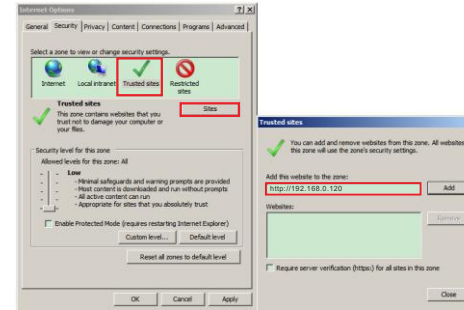 Internet Options
? X
General Security Privacy Content Connections Programs Advanced
Select a zone to view or change security settings.
Internet Local intranet Trusted sites Restricted sites
Trusted sites
Sites
This zone contains websites that you
trust not to damage your computer or
your files.
Security level for this zone
Allowed levels for this zone: All
Low
- Minimal safeguards and warning prompts are provided
- Most content is downloaded and run without prompts
- All active content can run
- Appropriate for sites that you absolutely trust
Enable Protected Mode (requires restarting Internet Explorer)
Custom level... Default level
Reset all zones to default level
OK Cancel Apply
Trusted sites
You can add and remove websites from this zone. All websites
this zone will use the zone's security settings.
Add this website to the zone:
http://192.168.0.120
Add
Websites:
Remove
Require server verification (https:) for all sites in this zone
Close